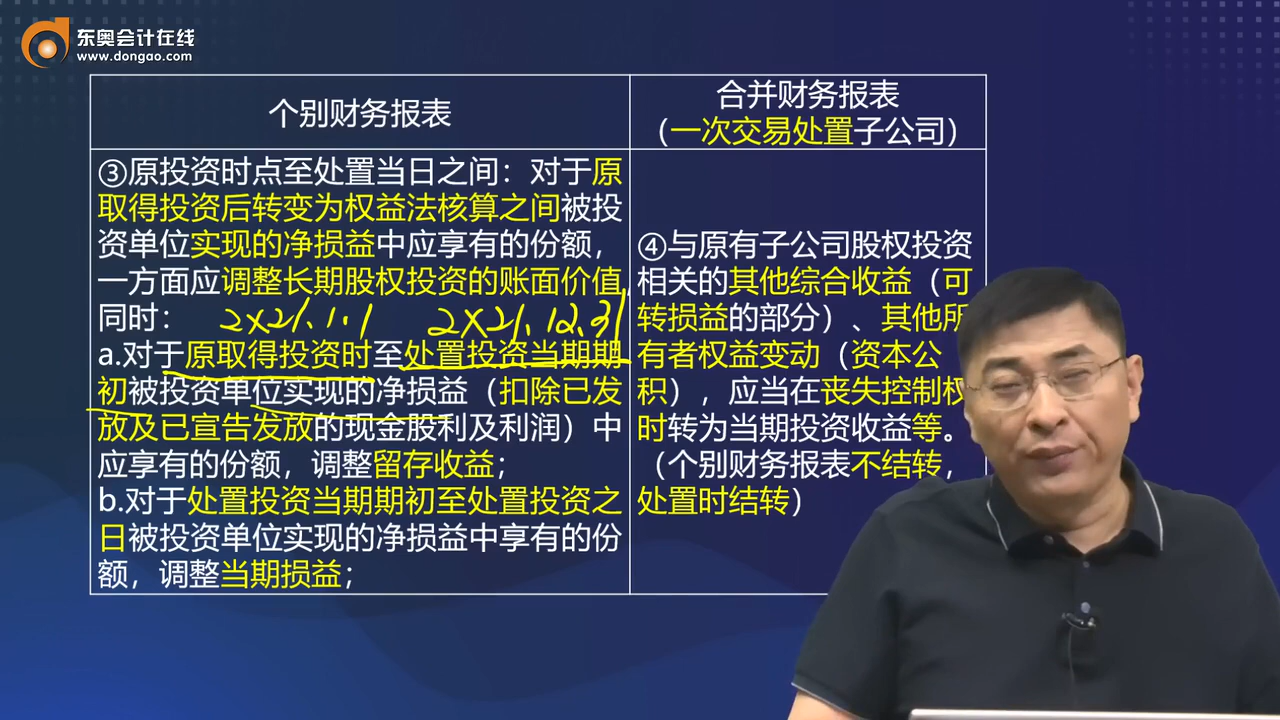 东奥会计在线
www.dongao.com
个别财务报表
合并财务报表
（一次交易处置子公司）
③原投资时点至处置当日之间：对于原
取得投资后转变为权益法核算之间被投
资单位实现的净损益中应享有的份额，
一方面应调整长期股权投资的账面价值，
同时：
2×21.1.1 2×21.12.31
a.对于原取得投资时至处置投资当期期
初被投资单位实现的净损益（扣除已发
放及已宣告发放的现金股利及利润）中
应享有的份额，调整留存收益；
b.对于处置投资当期期初至处置投资之
日被投资单位实现的净损益中享有的份
额，调整当期损益；
④与原有子公司股权投资
相关的其他综合收益（可
转损益的部分）、其他所
有者权益变动（资本公
积），应当在丧失控制权
时转为当期投资收益等。
（个别财务报表不结转，
处置时结转）